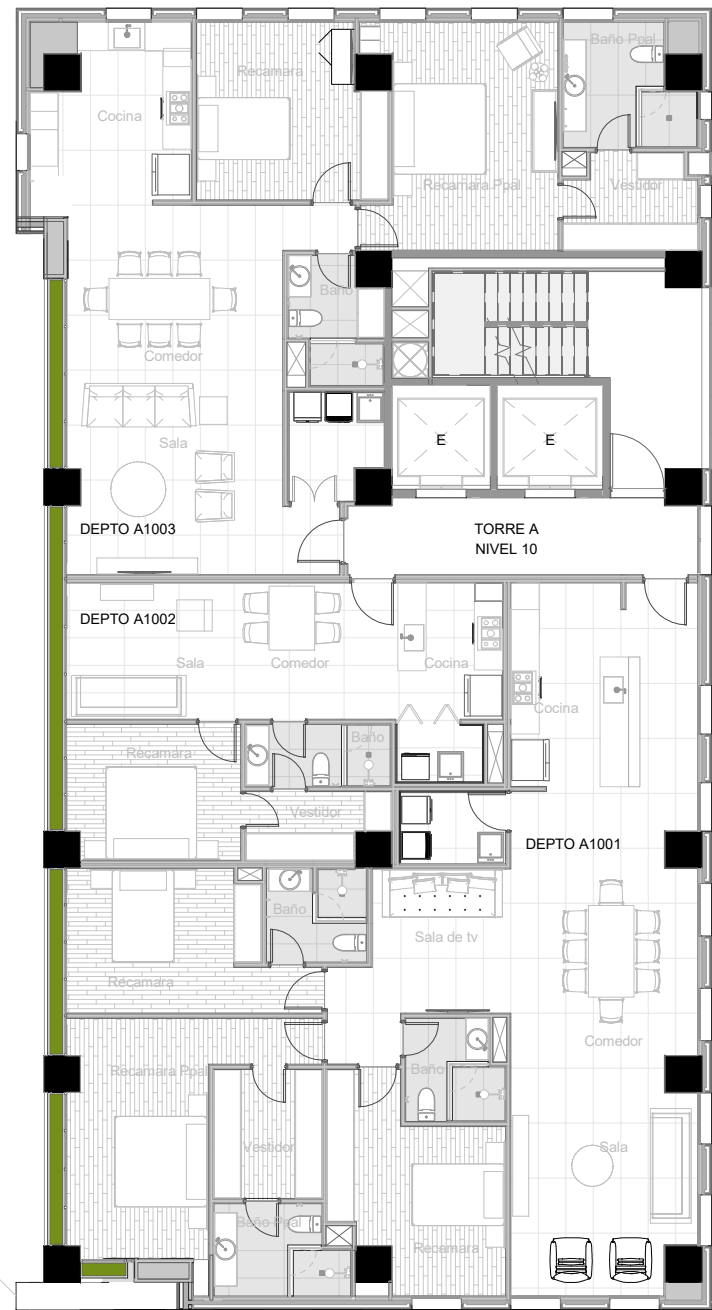 Baño Ppal
Recamara
Cocina
Recamara Ppal
Vestidor
Baño
Comedor
Sala
E
E
DEPTO A1003
TORRE A
NIVEL 10
DEPTO A1002
Sala
Comedor
Cocina
Cocina
Baño
Recamara
Vestidor
DEPTO A1001
Baño
Sala de tv
Recamara
Comedor
Recamara Ppal
Baño
Vestidor
Sala
Baño Ppal
Recamara